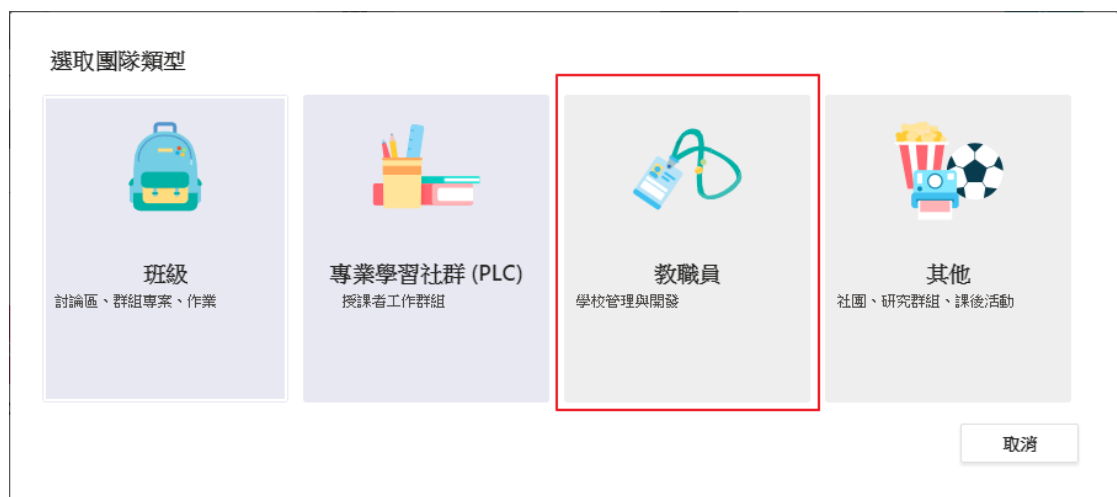 選取團隊類型
班級
討論區、群組專案、作業
專業學習社群 (PLC)
授課者工作群組
教職員
學校管理與開發
其他
社團、研究群組、課後活動
取消